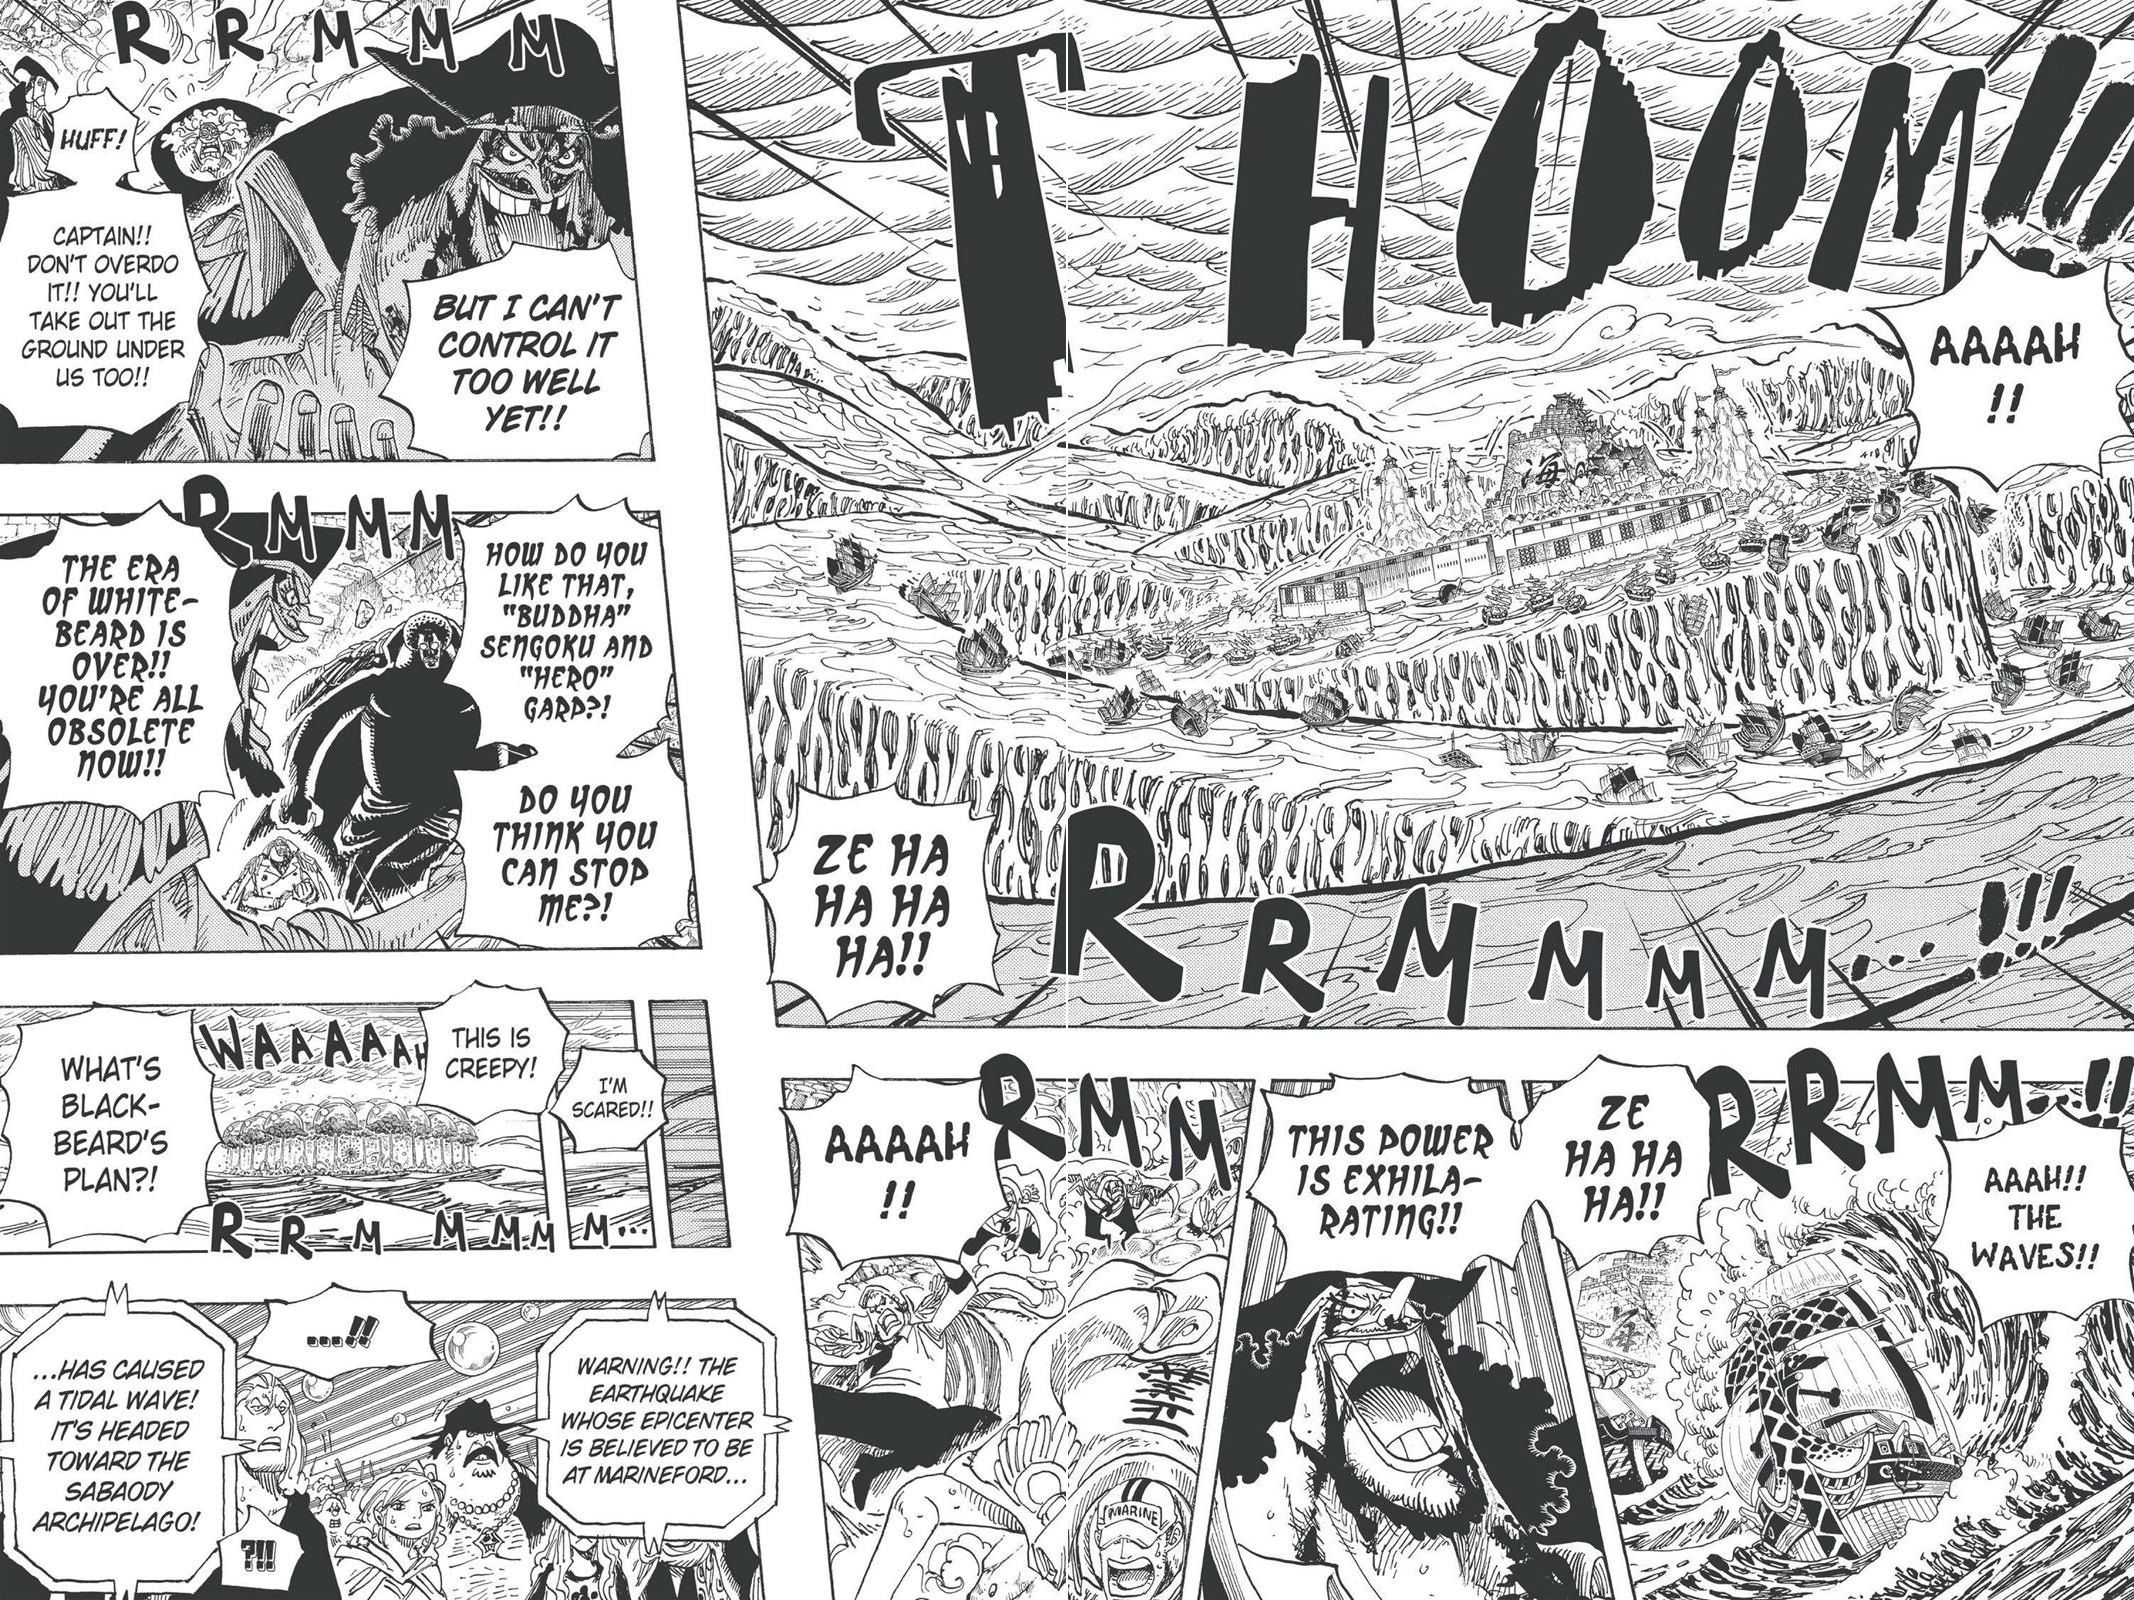 THOOM!!!
AAAAH
!!
海
ZE HA
HA HA
HA!!
RRMMMM...!!!
RRMM...!!
AAAH!!
THE
WAVES!!
ZE
HA HA
HA!!
THIS POWER
IS EXHILA-
RATING!!
RMM
AAAAH
!!
MARINE
RRMMM
BUT I CAN'T
CONTROL IT
TOO WELL
YET!!
HUFF!
CAPTAIN!!
DON'T OVERDO
IT!! YOU'LL
TAKE OUT THE
GROUND UNDER
US TOO!!
RMMM
HOW DO YOU
LIKE THAT,
"BUDDHA"
SENGOKU AND
"HERO"
GARP?!
DO YOU
THINK YOU
CAN STOP
ME?!
THE ERA
OF WHITE-
BEARD IS
OVER!!
YOU'RE ALL
OBSOLETE
NOW!!
I'M
SCARED!!
THIS IS
CREEPY!
WAAAAAH
WHAT'S
BLACK-
BEARD'S
PLAN?!
RRMMMMM...
WARNING!! THE
EARTHQUAKE
WHOSE EPICENTER
IS BELIEVED TO BE
AT MARINEFORD...
...!!
...HAS CAUSED
A TIDAL WAVE!
IT'S HEADED
TOWARD THE
SABAODY
ARCHIPELAGO!
?!!